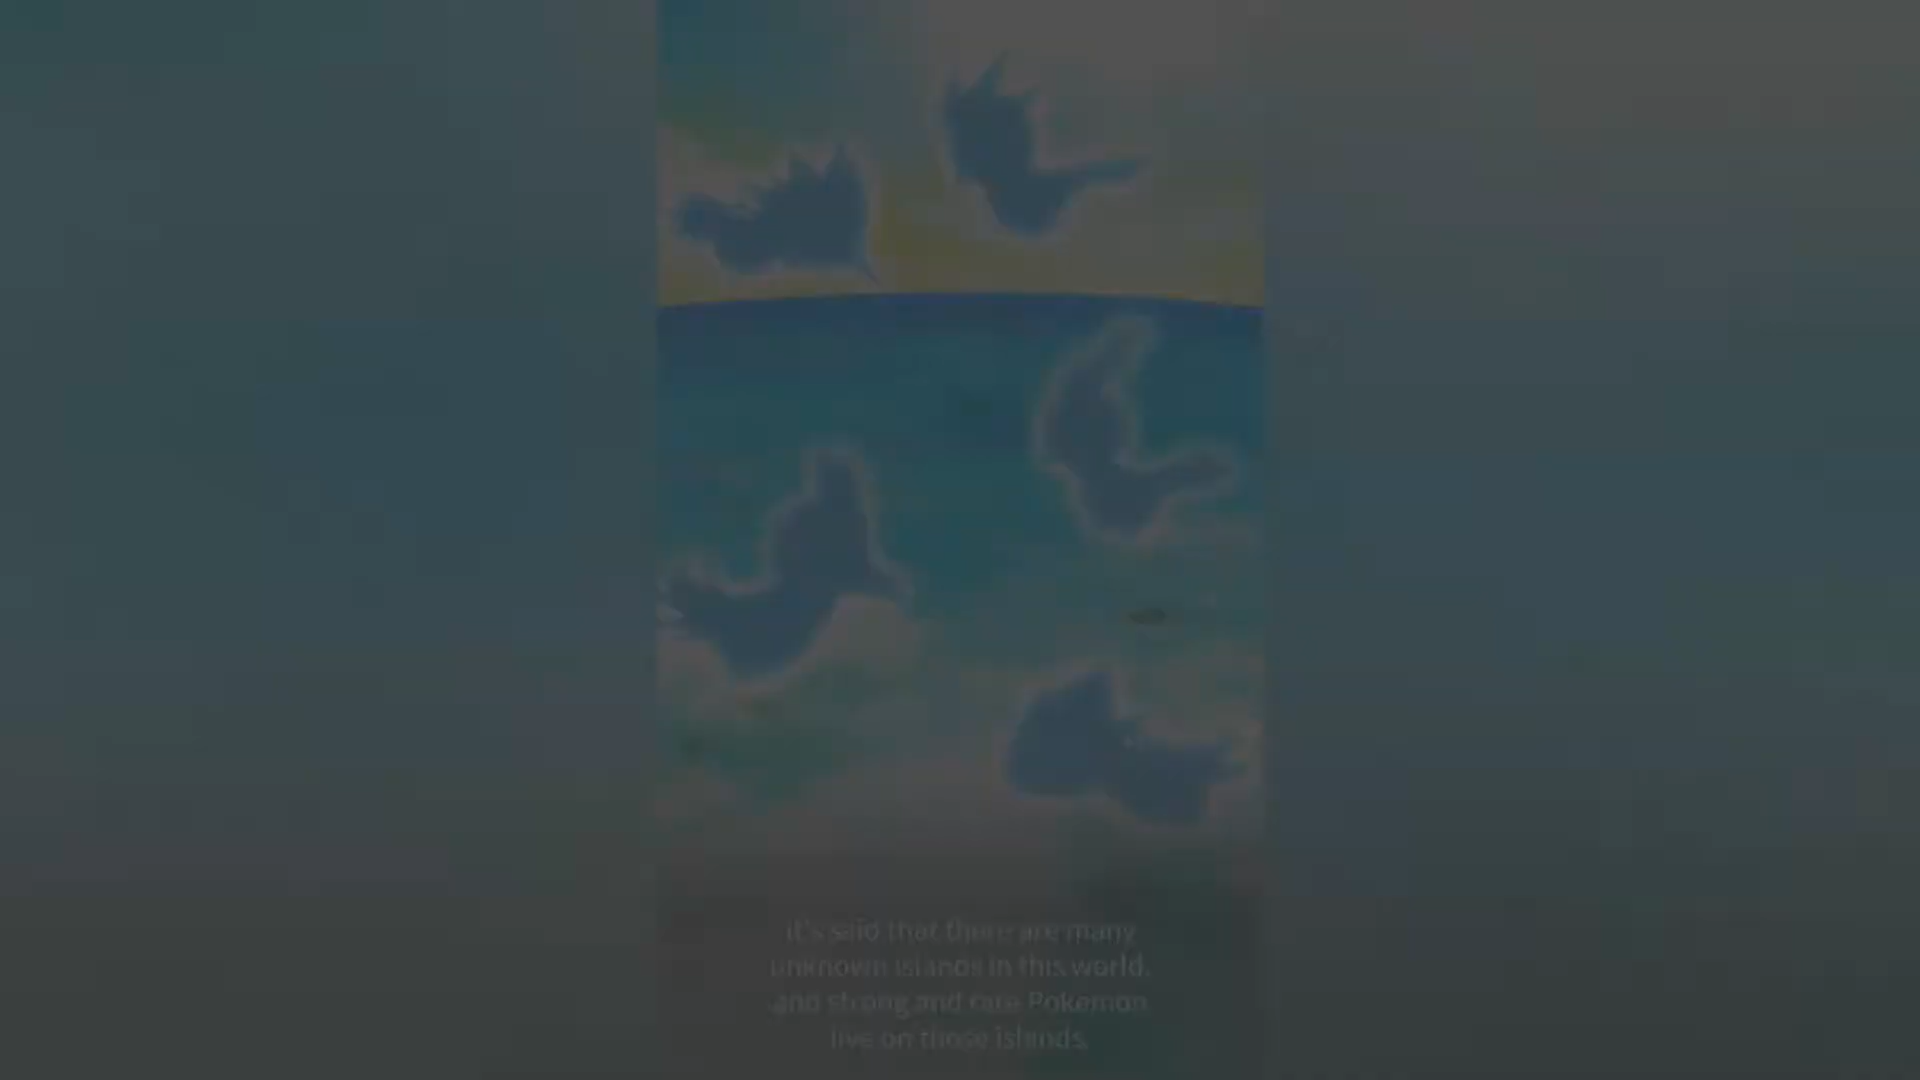 it's said that there are many
unknown islands in this world,
and strong and rare Pokemon
live on those islands.